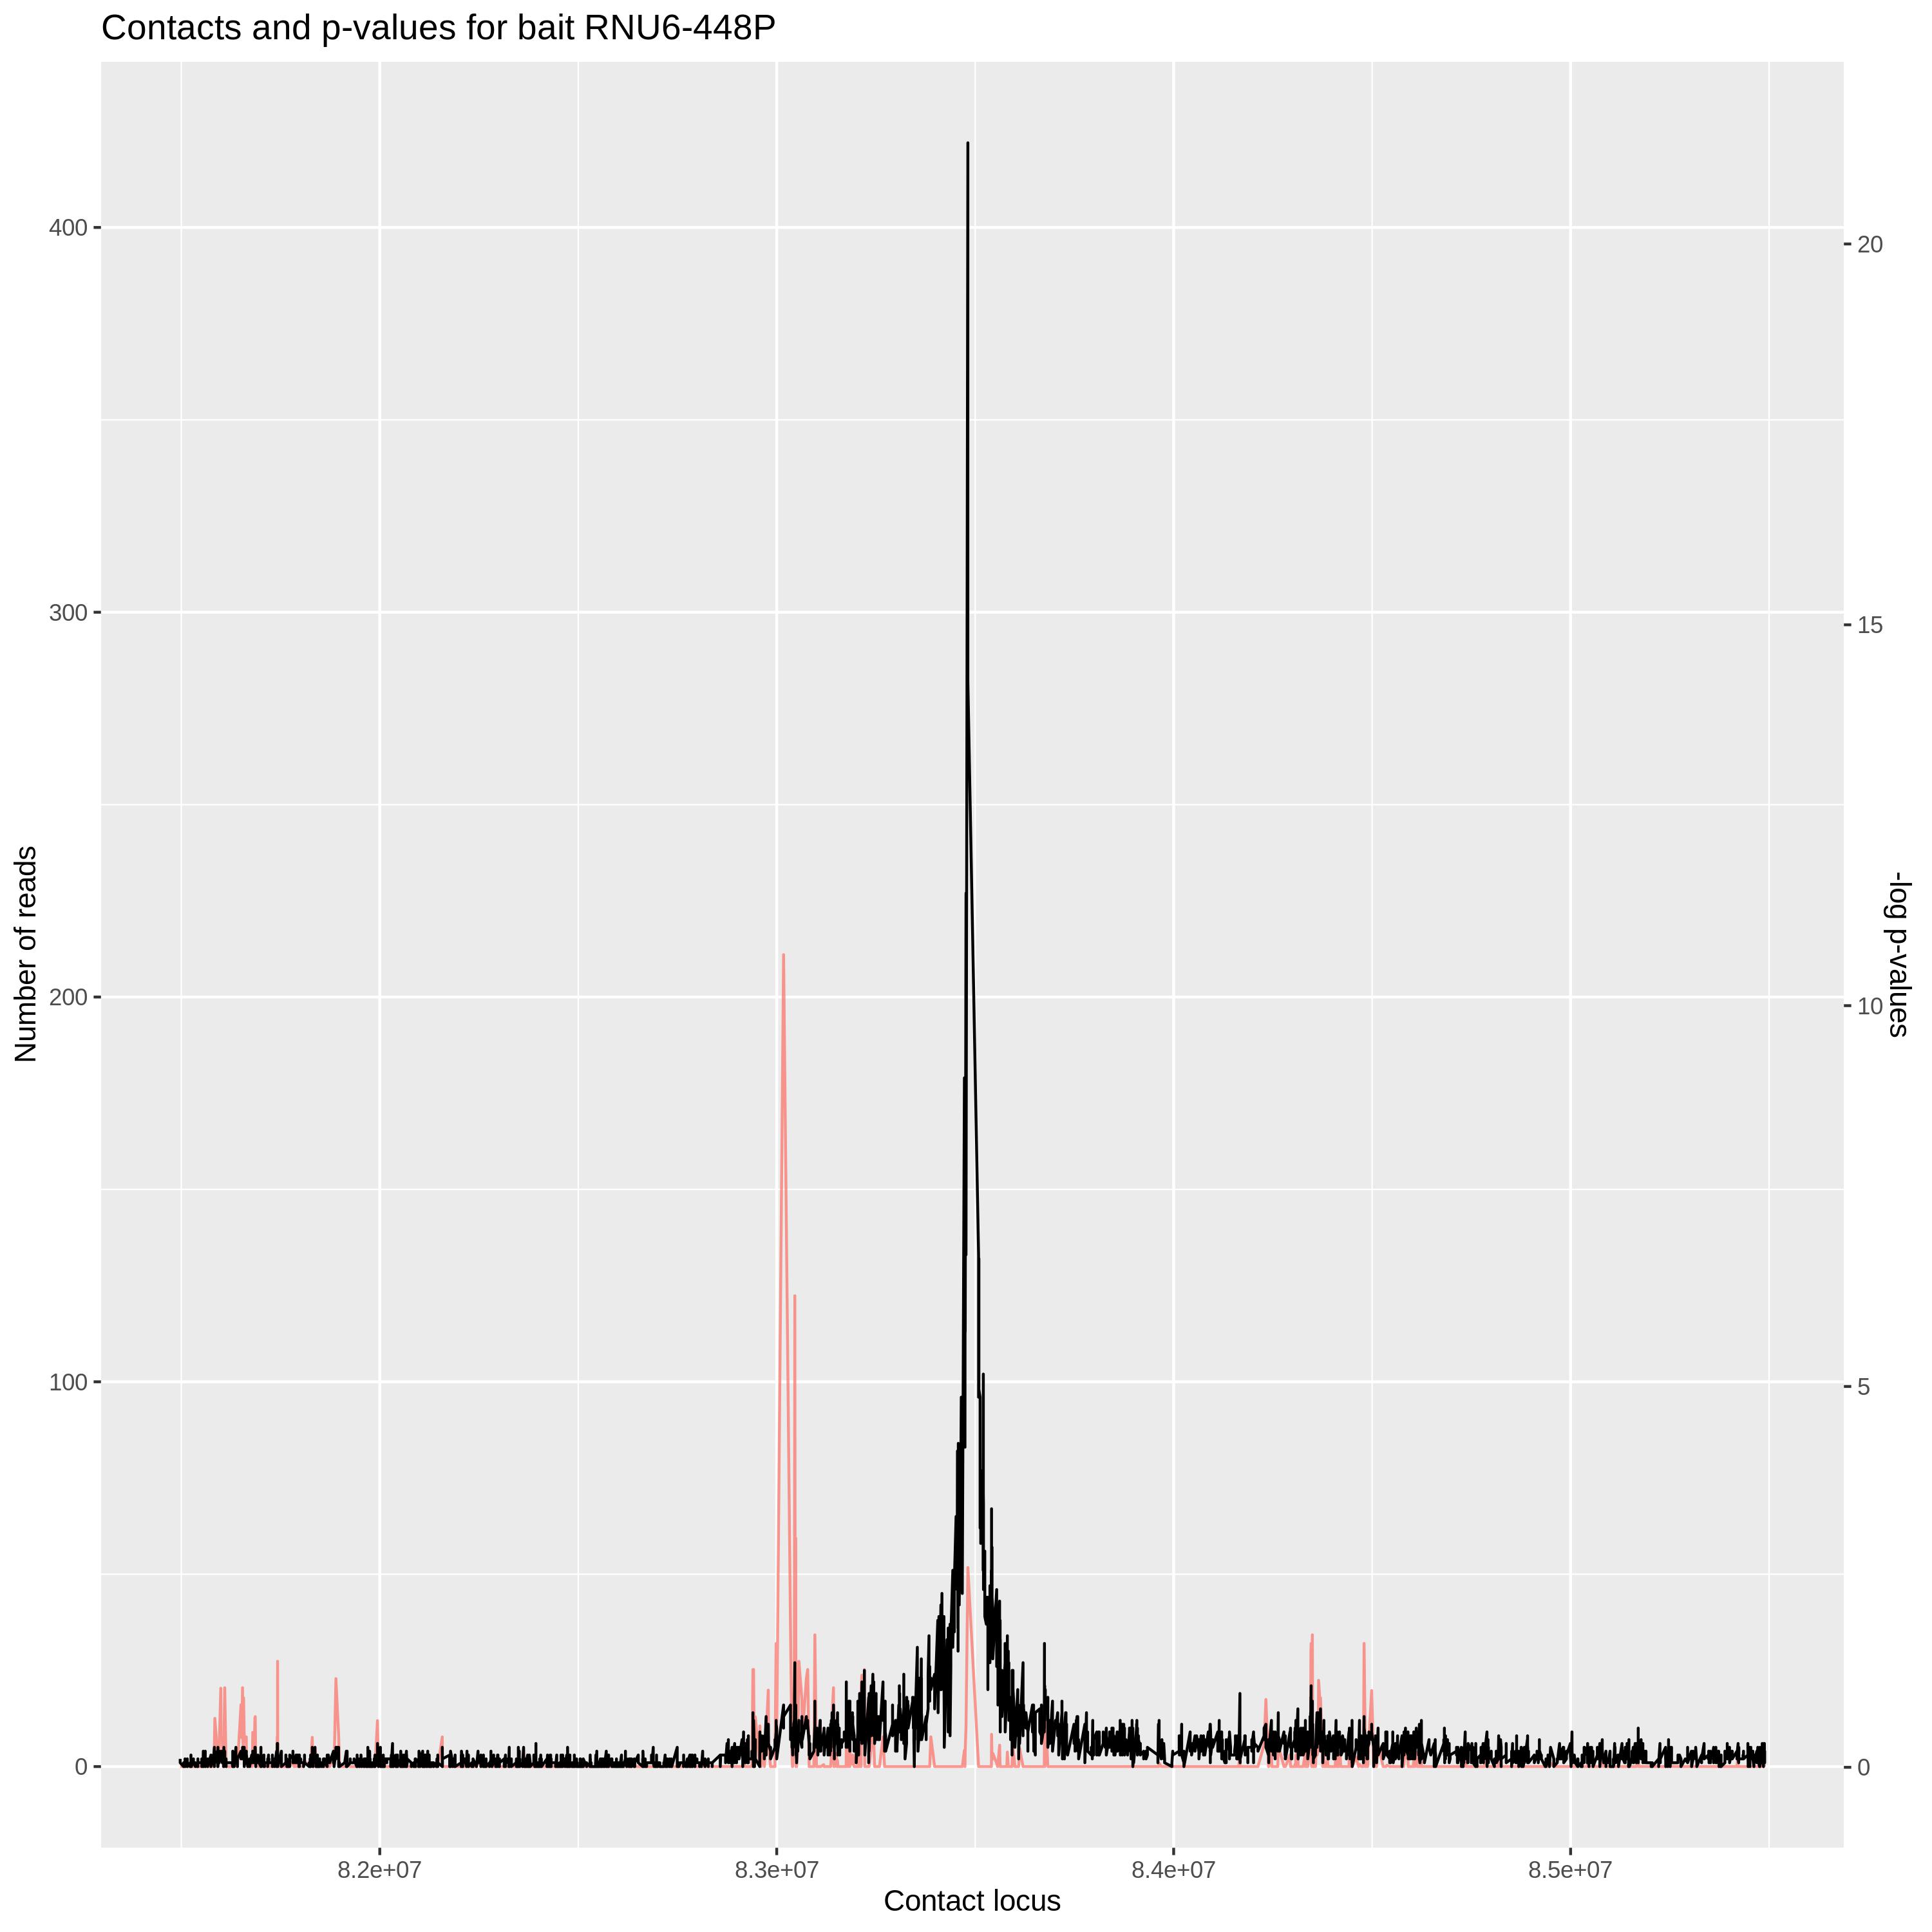 Contacts and p-values for bait RNU6-448P
400
300
200
100
0
Number of reads
20
15
10
5
0
-log p-values
8.2e+07
8.3e+07
8.4e+07
8.5e+07
Contact locus